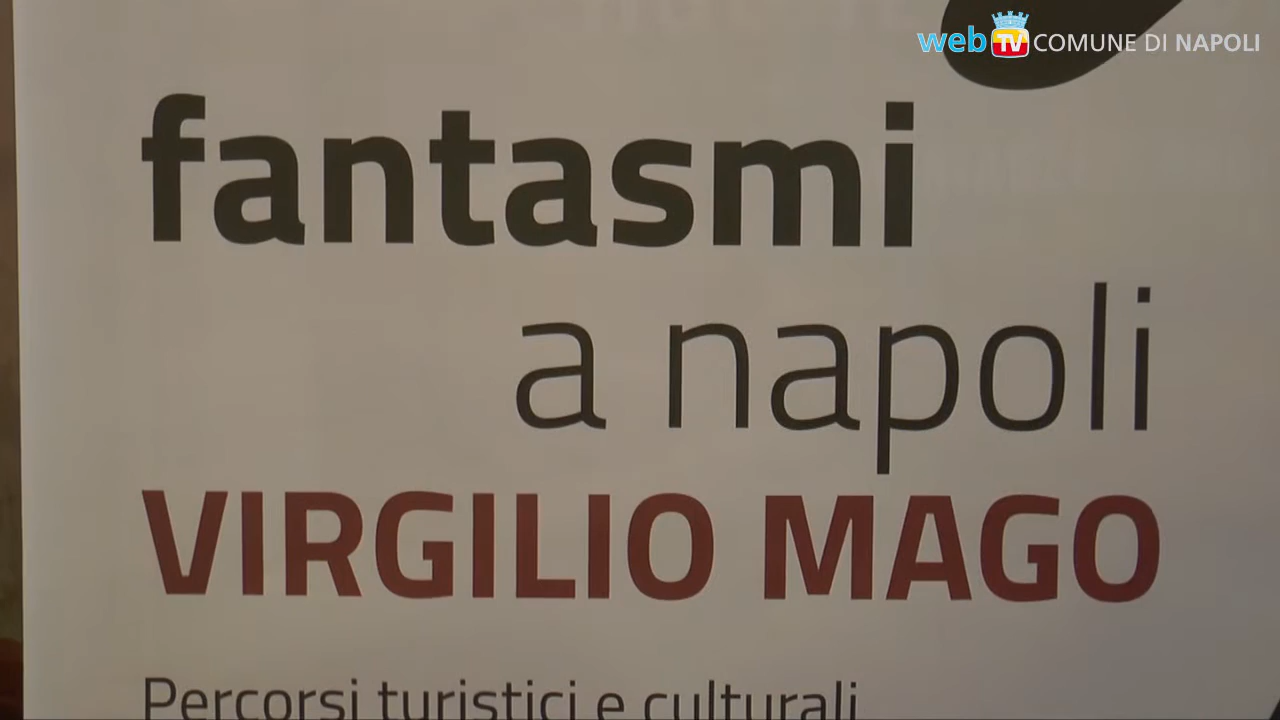 web TV COMUNE DI NAPOLI
fantasmi
a napoli
VIRGILIO MAGO
Percorsi turistici e culturali